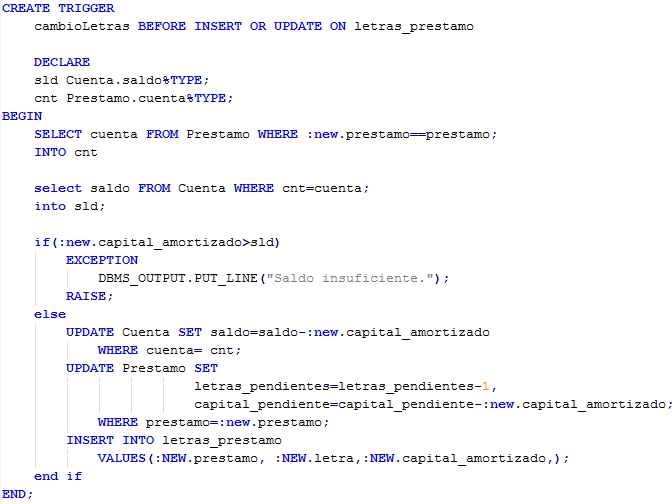 CREATE TRIGGER
cambioLetras BEFORE INSERT OR UPDATE ON letras_prestamo
DECLARE
sld Cuenta.saldo%TYPE;
cnt Prestamo.cuenta%TYPE;
BEGIN
SELECT cuenta FROM Prestamo WHERE :new.prestamo==prestamo;
INTO cnt
select saldo FROM Cuenta WHERE cnt=cuenta;
into sld;
if(:new.capital_amortizado>sld)
EXCEPTION
DBMS_OUTPUT.PUT_LINE("Saldo insuficiente.");
RAISE;
else
UPDATE Cuenta SET saldo=saldo-:new.capital_amortizado
WHERE cuenta= cnt;
UPDATE Prestamo SET
letras_pendientes=letras_pendientes-1,
capital_pendiente=capital_pendiente-:new.capital_amortizado;
WHERE prestamo=:new.prestamo;
INSERT INTO letras_prestamo
VALUES(:NEW.prestamo, :NEW.letra,:NEW.capital_amortizado,);
end if
END;